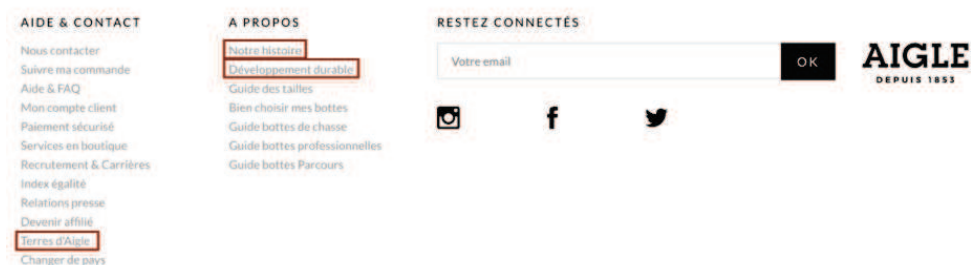 AIDE & CONTACT
Nous contacter
Suivre ma commande
Aide & FAQ
Mon compte client
Paiement sécurisé
Services en boutique
Recrutement & Carrières
Index égalité
Relations presse
Devenir affilié
Terres d'Aigle
Changer de pays
A PROPOS
Notre histoire
Développement durable
Guide des tailles
Bien choisir mes bottes
Guide bottes de chasse
Guide bottes professionnelles
Guide bottes Parcours
RESTEZ CONNECTÉS
Votre email
OK
AIGLE
DEPUIS 1853